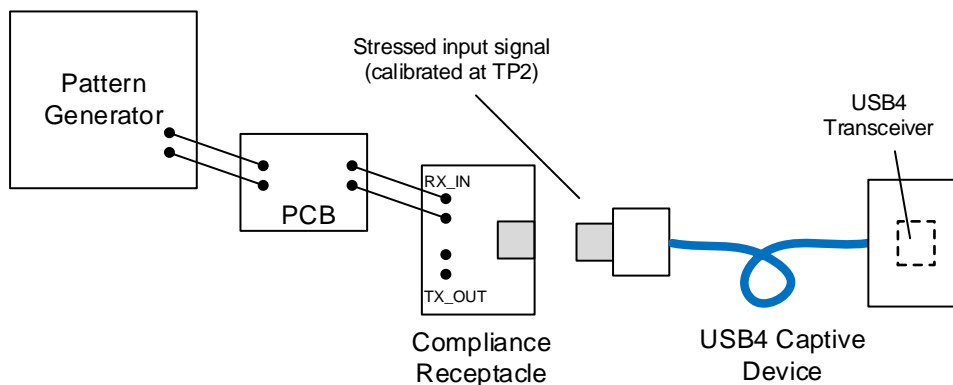 Stressed input signal
(calibrated at TP2)
Pattern
Generator
USB4
Transceiver
RX_IN
PCB
TX_OUT
Compliance
Receptacle
USB4 Captive
Device